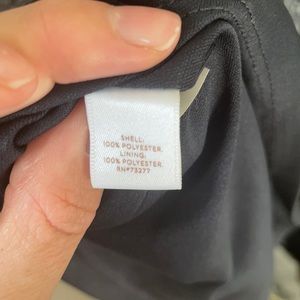 SHELL:
100% POLYESTER.
LINING:
100% POLYESTER.
RN#73277